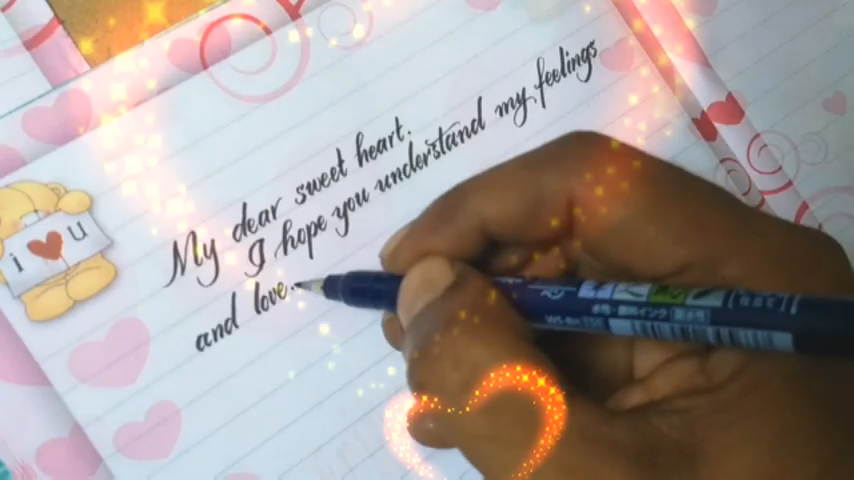 My dear sweet heart.
I hope you understand my feelings
and love
i u